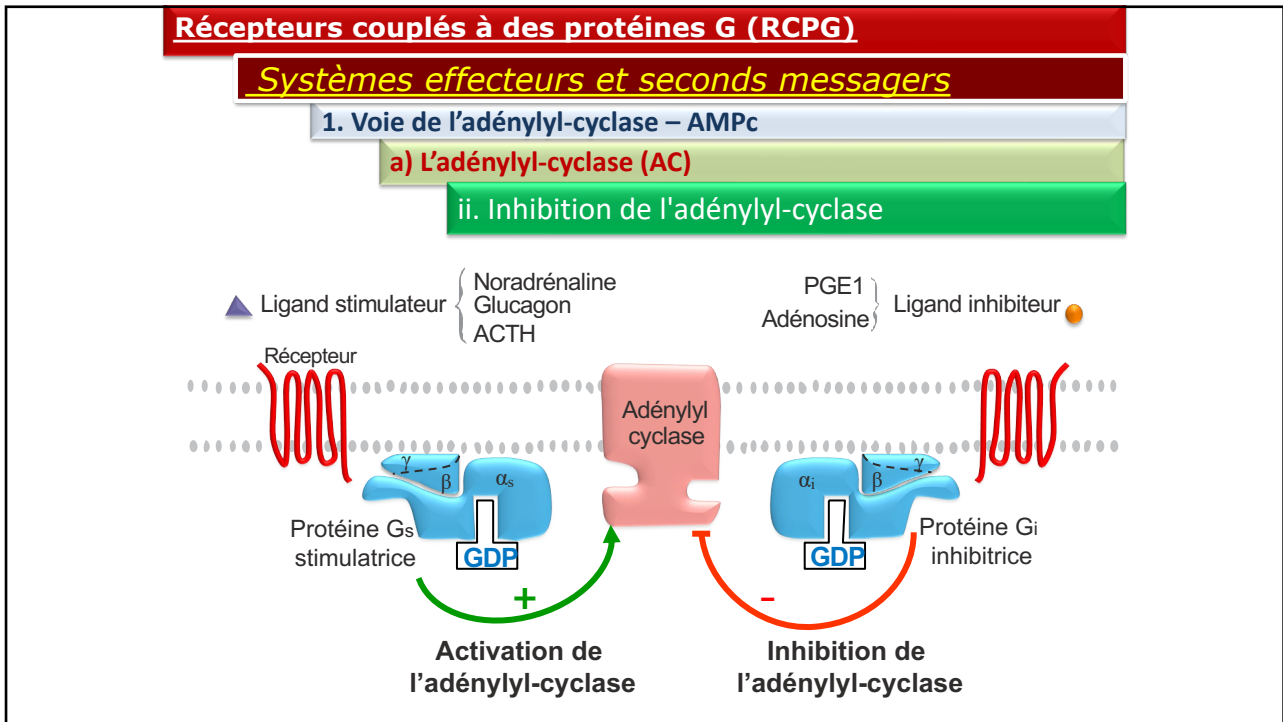 Récepteurs couplés à des protéines G (RCPG)
Systèmes effecteurs et seconds messagers
1. Voie de l’adénylyl-cyclase – AMPc
a) L’adénylyl-cyclase (AC)
ii. Inhibition de l'adénylyl-cyclase
Ligand stimulateur
Noradrénaline
Glucagon
ACTH
PGE1
Adénosine
Ligand inhibiteur
Récepteur
Adénylyl
cyclase
γ
β
αs
GDP
Protéine Gs
stimulatrice
αi
β
γ
GDP
Protéine Gi
inhibitrice
+
-
Activation de
l’adénylyl-cyclase
Inhibition de
l’adénylyl-cyclase